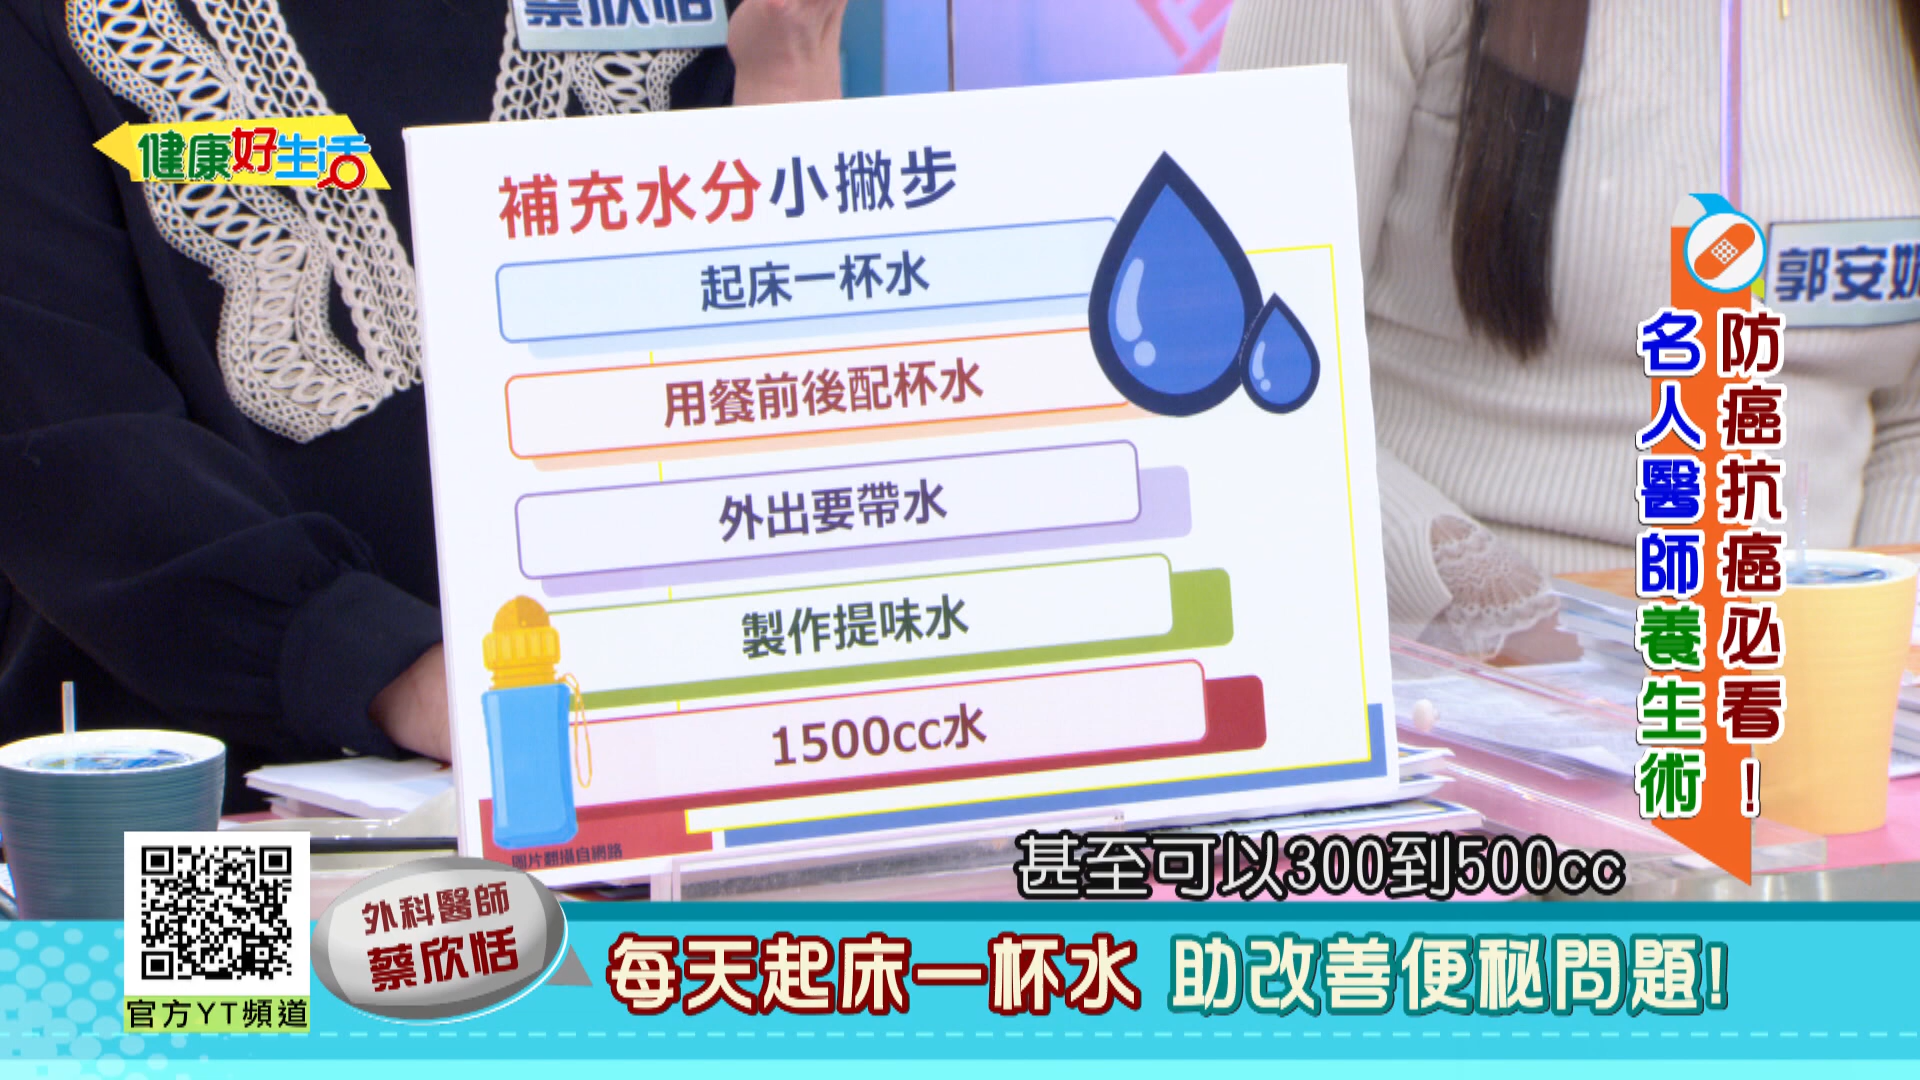 蔡欣恬
健康好生活
補充水分小撇步
起床一杯水
用餐前後配杯水
外出要帶水
製作提味水
1500cc水
圖片翻攝自網路
郭安妮
防癌抗癌必看！
名人醫師養生術
甚至可以300到500cc
外科醫師
蔡欣恬
每天起床一杯水 助改善便秘問題!
官方YT頻道